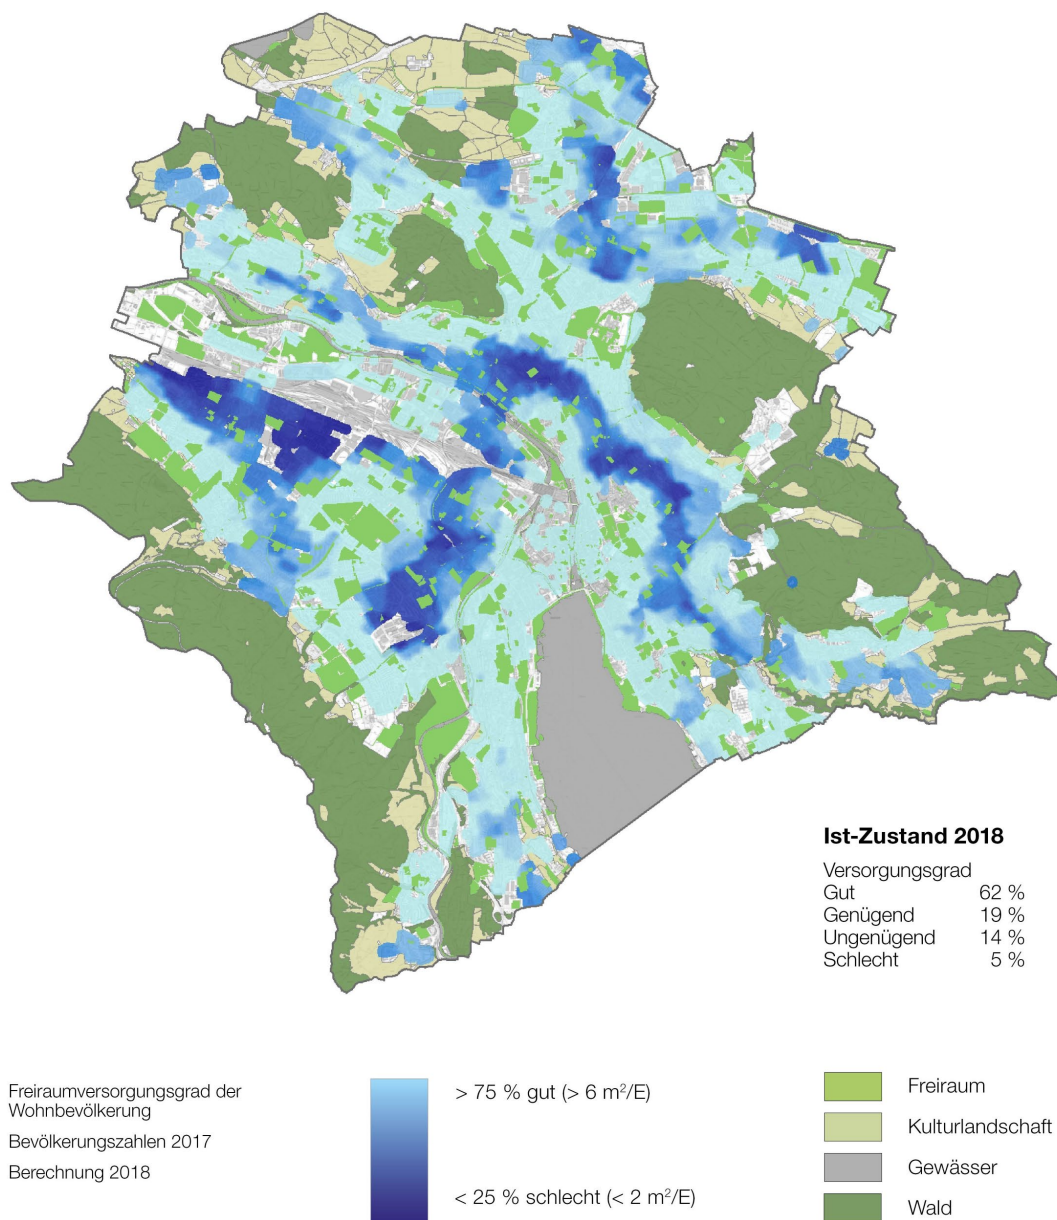 Ist-Zustand 2018
Versorgungsgrad
Gut 62 %
Genügend 19 %
Ungenügend 14 %
Schlecht 5 %
Freiraumversorgungsgrad der
Wohnbevölkerung
Bevölkerungszahlen 2017
Berechnung 2018
> 75 % gut (> 6 m²/E)
< 25 % schlecht (< 2 m²/E)
Freiraum
Kulturlandschaft
Gewässer
Wald